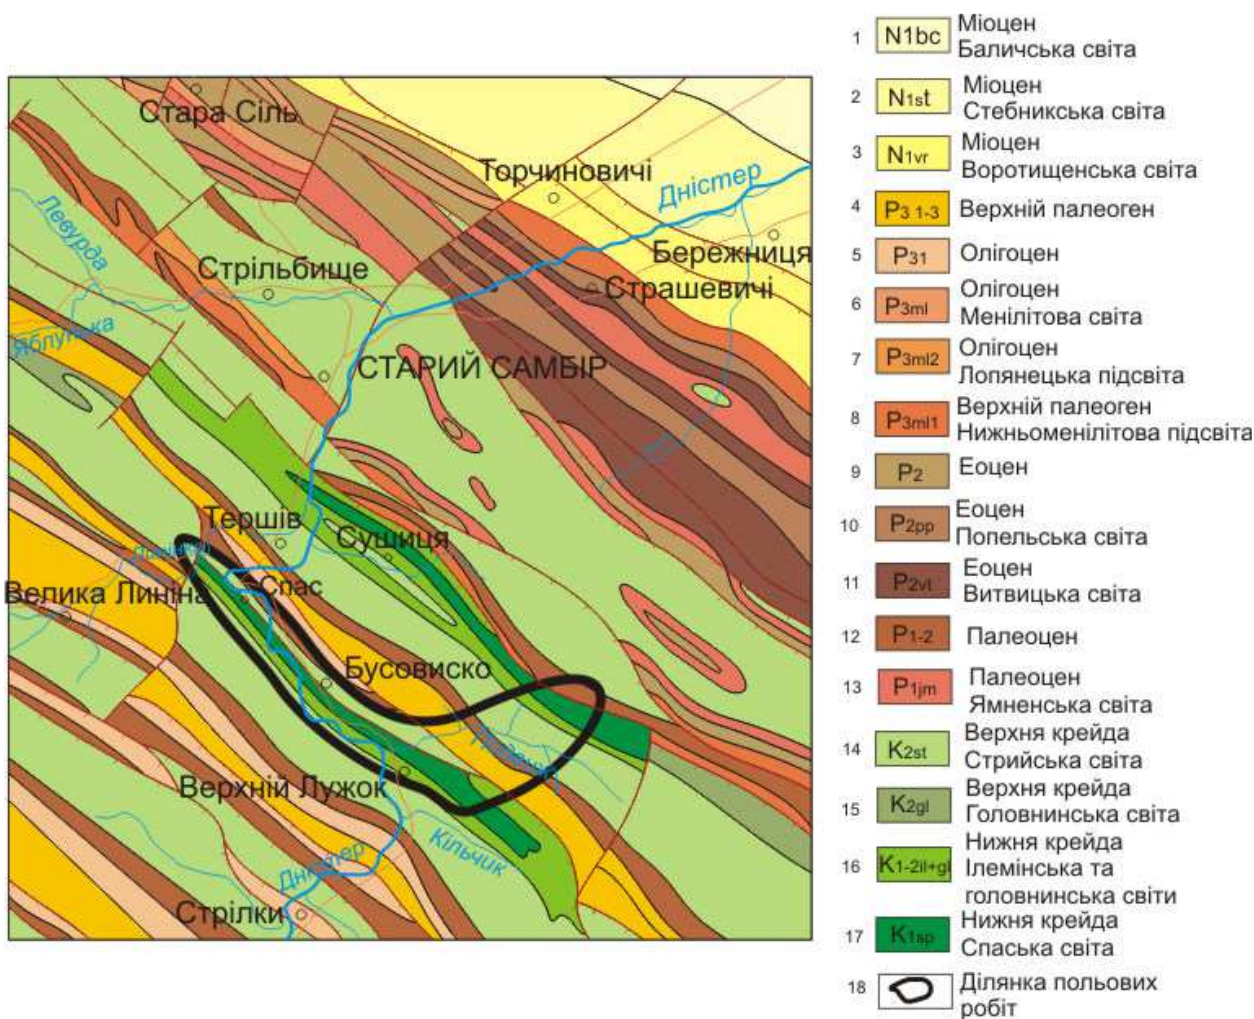 Стара Сіль
Торчиновичі
Дністер
Левурда
Бережниця
Стрільбище
Страшевичі
Яблунька
СТАРИЙ САМБІР
Тершів
Сушиця
Велика Линіна
Спас
Бусовиско
Верхній Лужок
Кільчик
Дністер
Стрілки
1 N1bc Міоцен
Баличська світа
2 N1st Міоцен
Стебникська світа
3 N1vr Міоцен
Воротищенська світа
4 P3 1-3 Верхній палеоген
5 P31 Олігоцен
6 P3ml Олігоцен
Менілітова світа
7 P3ml2 Олігоцен
Лопянецька підсвіта
8 P3ml1 Верхній палеоген
Нижньоменілітова підсвіта
9 P2 Еоцен
10 P2pp Еоцен
Попельська світа
11 P2vt Еоцен
Витвицька світа
12 P1-2 Палеоцен
13 P1jm Палеоцен
Ямненська світа
14 K2st Верхня крейда
Стрийська світа
15 K2gl Верхня крейда
Головнинська світа
16 K1-2il+gl Нижня крейда
Ілемінська та
головнинська світи
17 K1sp Нижня крейда
Спаська світа
18 Ділянка польових
робіт